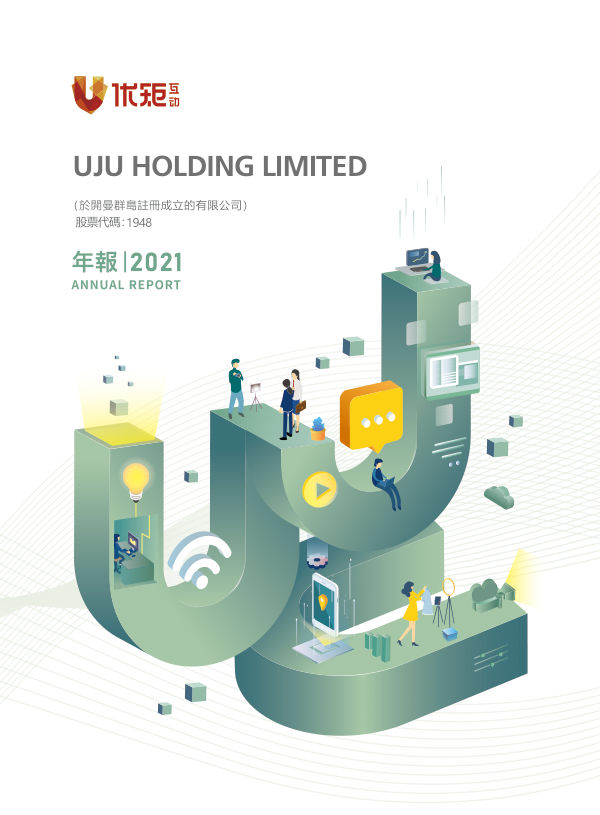 优矩互动
UJU HOLDING LIMITED
(於開曼群島註冊成立的有限公司)
股票代碼: 1948
年報|2021
ANNUAL REPORT